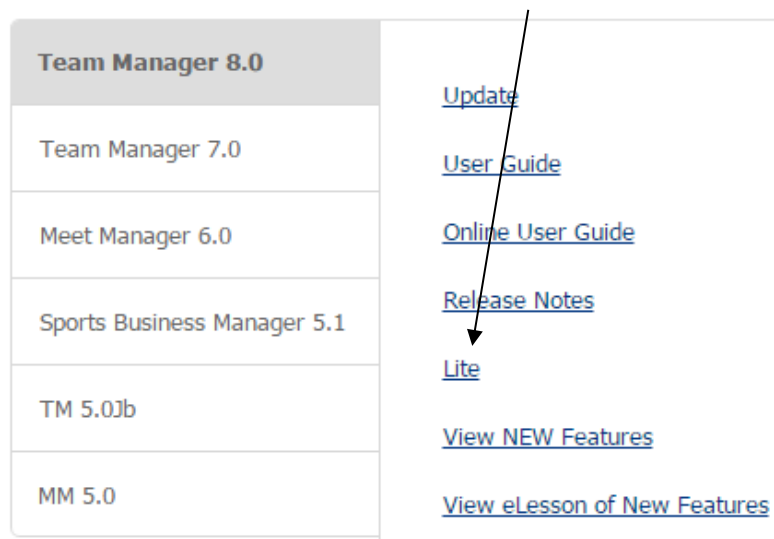 Team Manager 8.0
Team Manager 7.0
Meet Manager 6.0
Sports Business Manager 5.1
TM 5.0Jb
MM 5.0
Update
User Guide
Online User Guide
Release Notes
Lite
View NEW Features
View eLesson of New Features